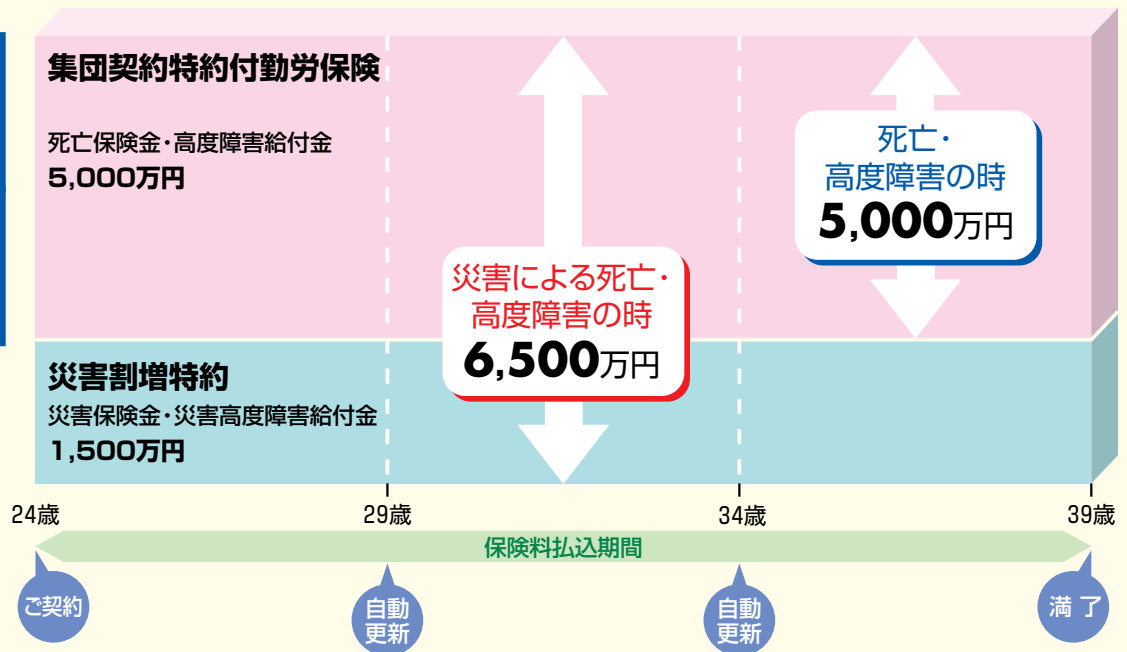 集団契約特約付勤労保険
死亡保険金・高度障害給付金
5,000万円
死亡・
高度障害の時
5,000万円
災害による死亡・
高度障害の時
6,500万円
災害割増特約
災害保険金・災害高度障害給付金
1,500万円
24歳
29歳
34歳
39歳
保険料払込期間
ご契約
自動
更新
自動
更新
満了